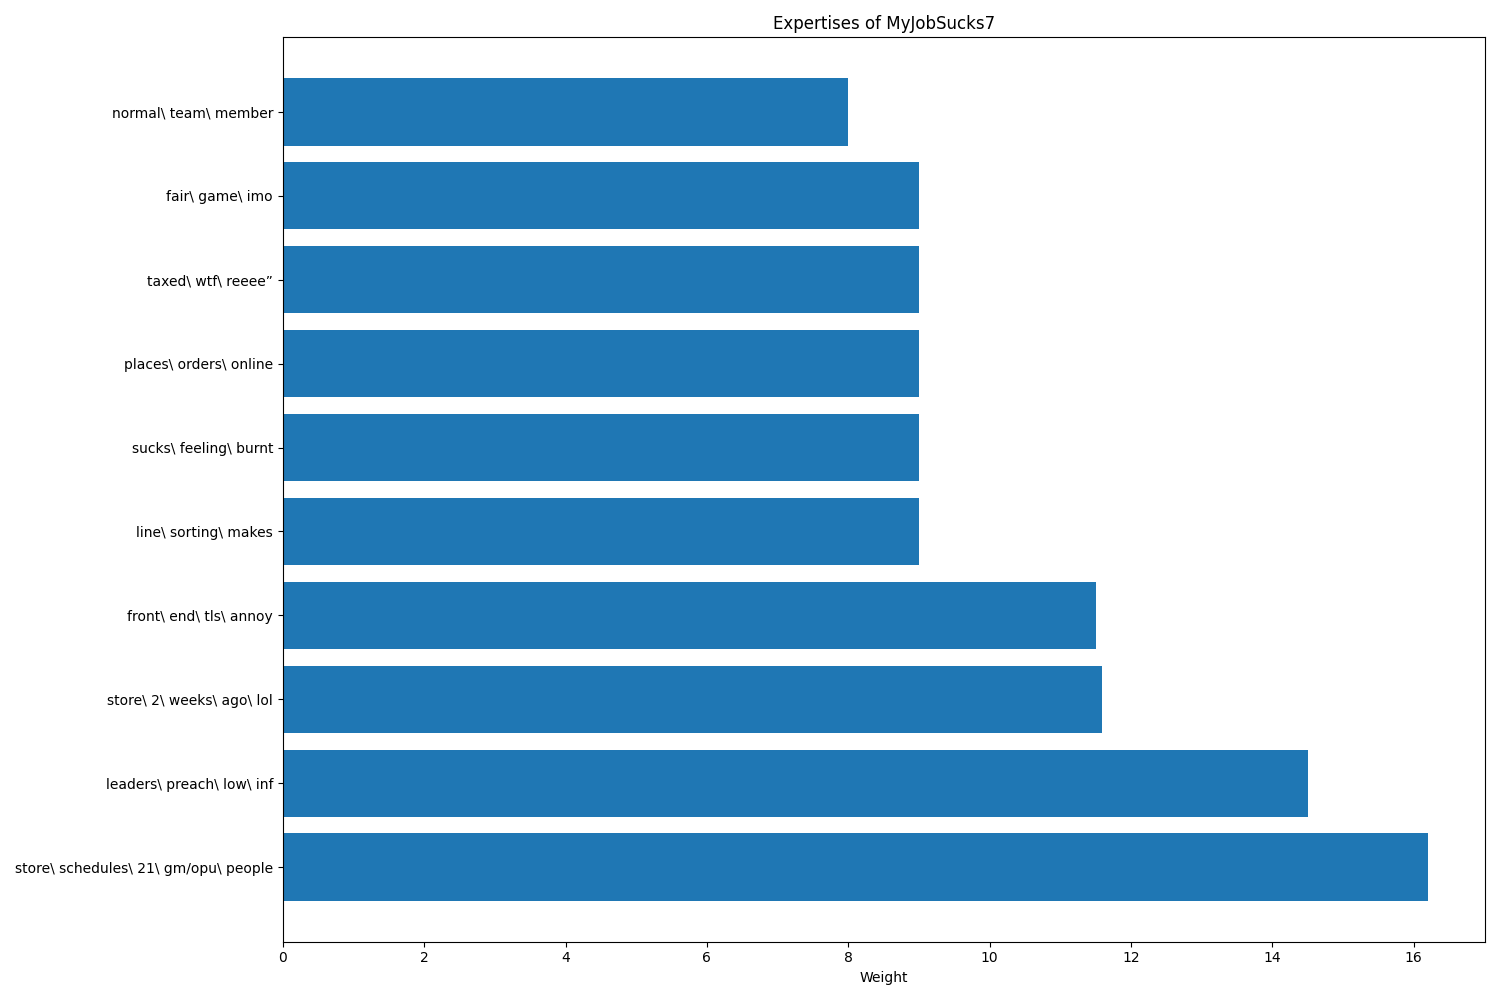 Expertises of MyJobSucks7
normal\ team\ member
fair\ game\ imo
taxed\ wtf\ reeee”
places\ orders\ online
sucks\ feeling\ burnt
line\ sorting\ makes
front\ end\ tls\ annoy
store\ 2\ weeks\ ago\ lol
leaders\ preach\ low\ inf
store\ schedules\ 21\ gm/opu\ people
0 2 4 6 8 10 12 14 16
Weight